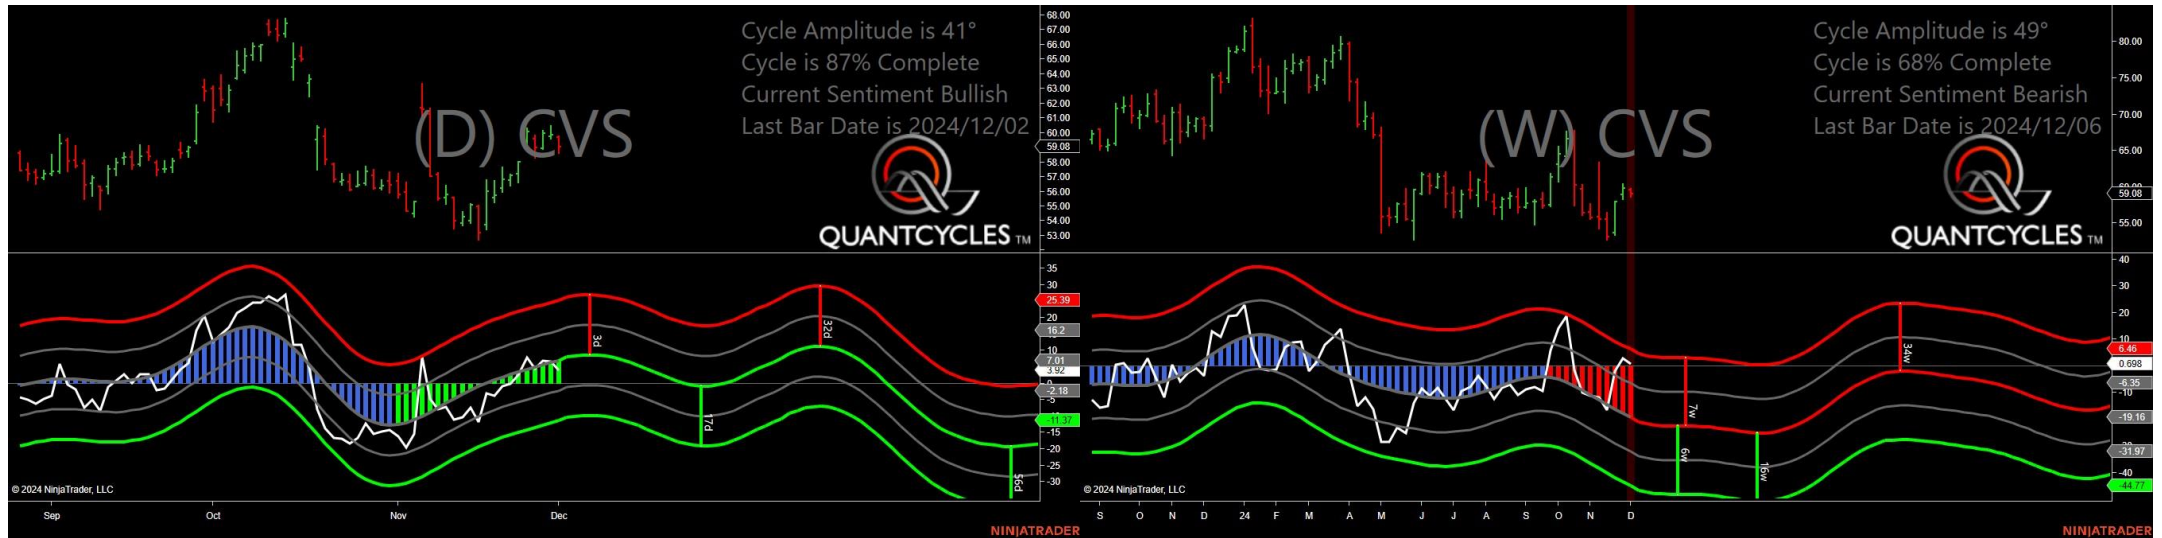 Cycle Amplitude is 41°
Cycle is 87% Complete
Current Sentiment Bullish
Last Bar Date is 2024/12/02
(D) CVS
QUANTCYCLES TM
68.00
67.00
66.00
65.00
64.00
63.00
62.00
61.00
60.00
59.08
58.00
57.00
56.00
55.00
54.00
53.00
35
30
25.39
20
16.2
10
7.01
3.92
-2.18
-5
-11.37
-15
-20
-25
-30
3d
17d
32d
56d
© 2024 NinjaTrader, LLC
Sep Oct Nov Dec
NINJATRADER
Cycle Amplitude is 49°
Cycle is 68% Complete
Current Sentiment Bearish
Last Bar Date is 2024/12/06
(W) CVS
QUANTCYCLES TM
80.00
75.00
70.00
65.00
60.00
59.08
55.00
40
30
20
10
6.46
0.698
-6.35
-10
-19.16
-31.97
-40
-44.77
7w
6w
16w
34w
© 2024 NinjaTrader, LLC
S O N D 24 F M A M J J A S O N D
NINJATRADER